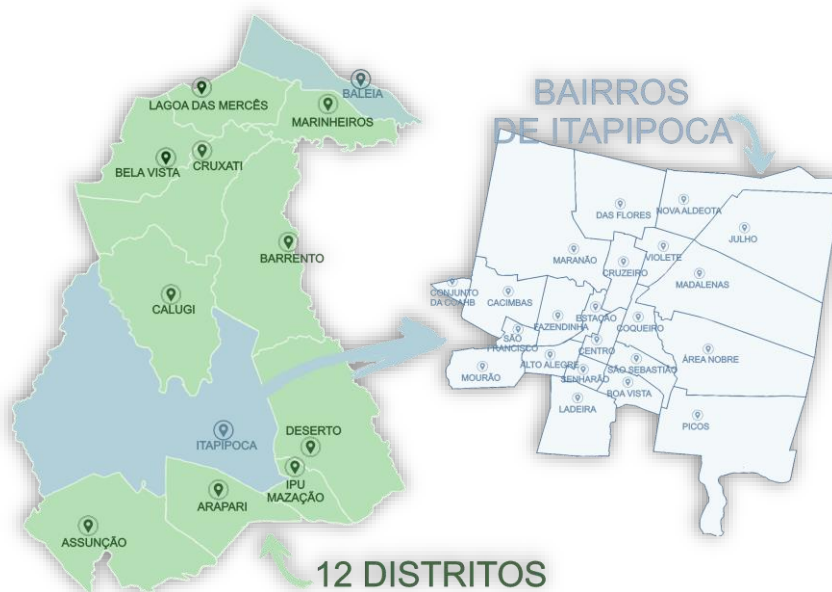 BALEIA
LAGOA DAS MERCÊS
MARINHEIROS
BELA VISTA
CRUXATI
BARRENTO
CALUGI
ITAPIPOCA
DESERTO
IPU
MAZAÇÃO
ARAPARI
ASSUNÇÃO
12 DISTRITOS
BAIRROS
DE ITAPIPOCA
DAS FLORES
NOVA ALDEOTA
JULHO
MARANÃO
CRUZEIRO
VIOLETE
MADALENAS
CONJUNTO
DA COAHB
CACIMBAS
FAZENDINHA
ESTAÇÃO
COQUEIRO
SÃO
FRANCISCO
CENTRO
ALTO ALEGRE
SÃO SEBASTIÃO
ÁREA NOBRE
MOURÃO
SENHARÃO
BOA VISTA
LADEIRA
PICOS